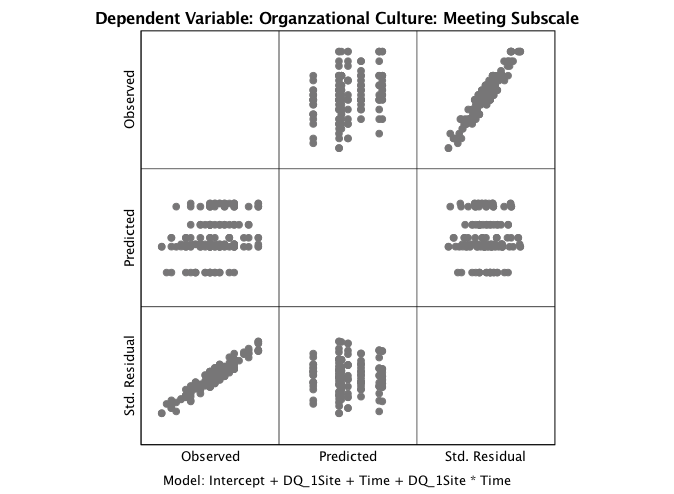 Dependent Variable: Organzational Culture: Meeting Subscale
Observed
Predicted
Std. Residual
Observed
Predicted
Std. Residual
Model: Intercept + DQ_1Site + Time + DQ_1Site * Time